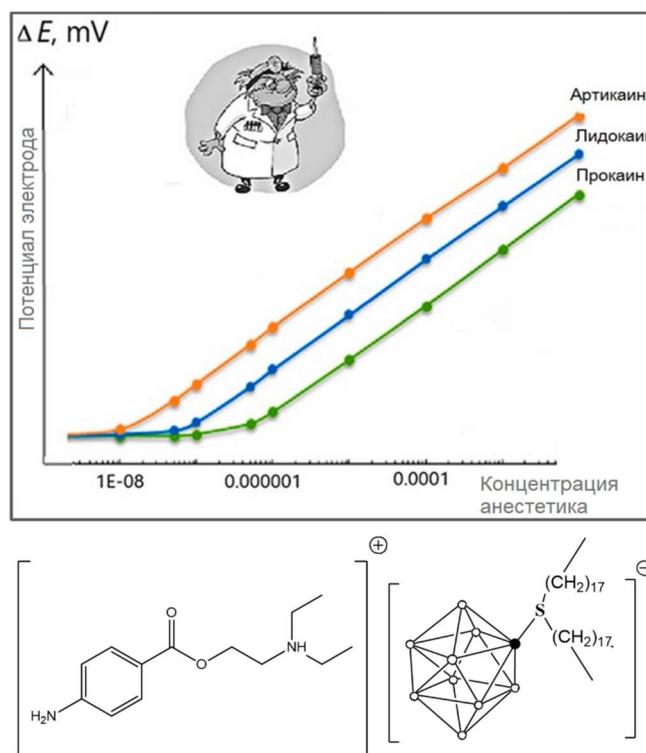 Δ E, mV
Потенциал электрода
Артикаин
Лидокаин
Прокаин
1E-08
0.000001
0.0001
Концентрация
анестетика
⊕
⊖
O
O
NH
H₂N
(CH₂)₁₇
S
(CH₂)₁₇.